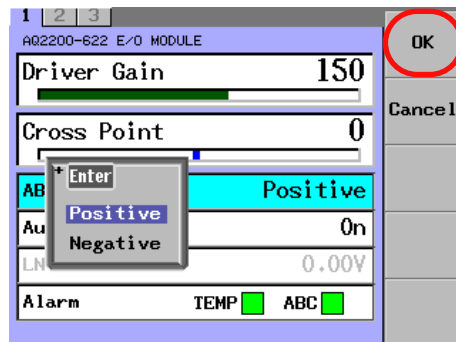 1 2 3
AQ2200-622 E/O MODULE
OK
Driver Gain 150
Cancel
Cross Point 0
Enter
AB Positive
Positive
Au On
Negative
LN 0.00V
Alarm TEMP ABC